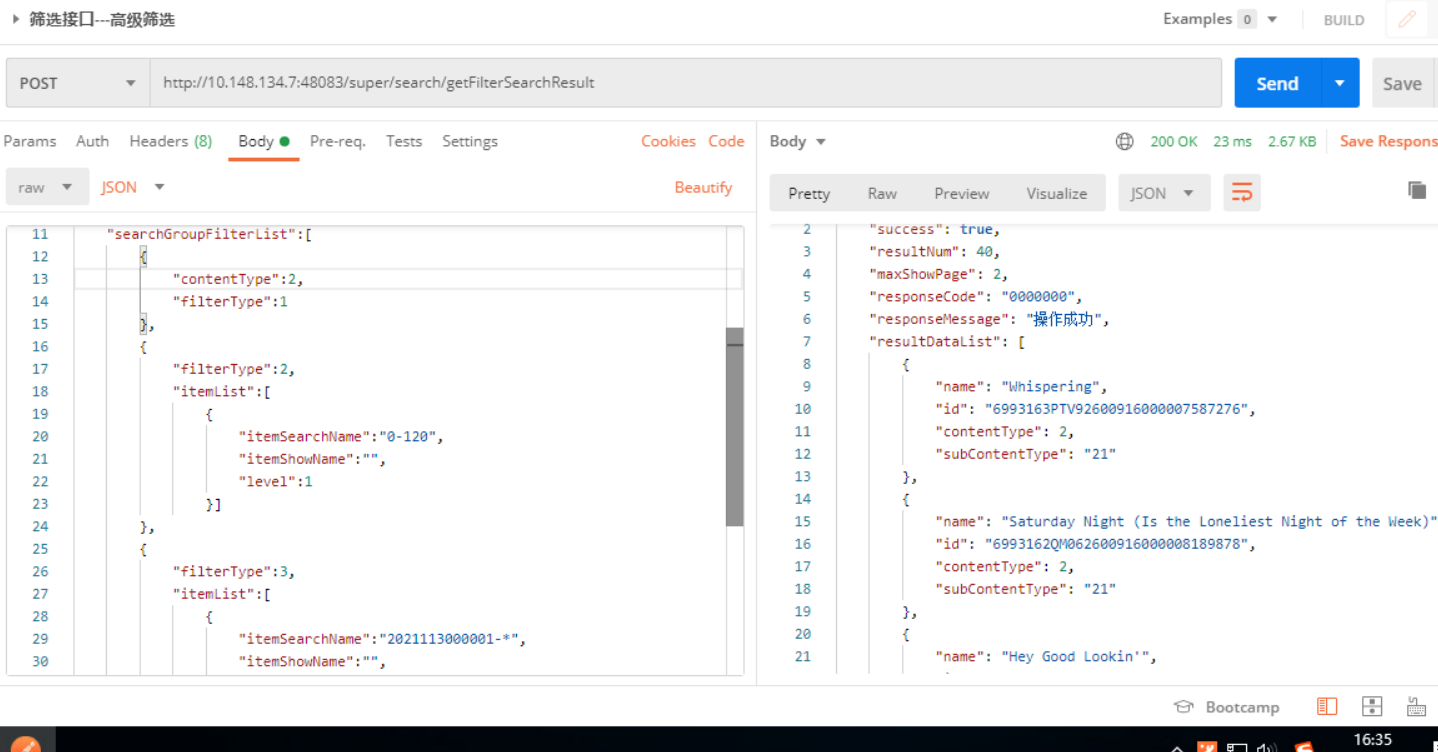 筛选接口---高级筛选
Examples 0
BUILD
POST
http://10.148.134.7:48083/super/search/getFilterSearchResult
Send
Save
Params Auth Headers (8) Body Pre-req. Tests Settings Cookies Code
raw JSON Beautify
11 "searchGroupFilterList":[
12 {
13 "contentType":2,
14 "filterType":1
15 },
16 {
17 "filterType":2,
18 "itemList":[
19 {
20 "itemSearchName":"0-120",
21 "itemShowName":"",
22 "level":1
23 }]
24 },
25 {
26 "filterType":3,
27 "itemList":[
28 {
29 "itemSearchName":"2021113000001-*",
30 "itemShowName":"",
Body 200 OK 23 ms 2.67 KB Save Respons
Pretty Raw Preview Visualize JSON
2 "success": true,
3 "resultNum": 40,
4 "maxShowPage": 2,
5 "responseCode": "0000000",
6 "responseMessage": "操作成功",
7 "resultDataList": [
8 {
9 "name": "Whispering",
10 "id": "6993163PTV92600916000007587276",
11 "contentType": 2,
12 "subContentType": "21"
13 },
14 {
15 "name": "Saturday Night (Is the Loneliest Night of the Week)"
16 "id": "6993162QM062600916000008189878",
17 "contentType": 2,
18 "subContentType": "21"
19 },
20 {
21 "name": "Hey Good Lookin'",
Bootcamp
16:35